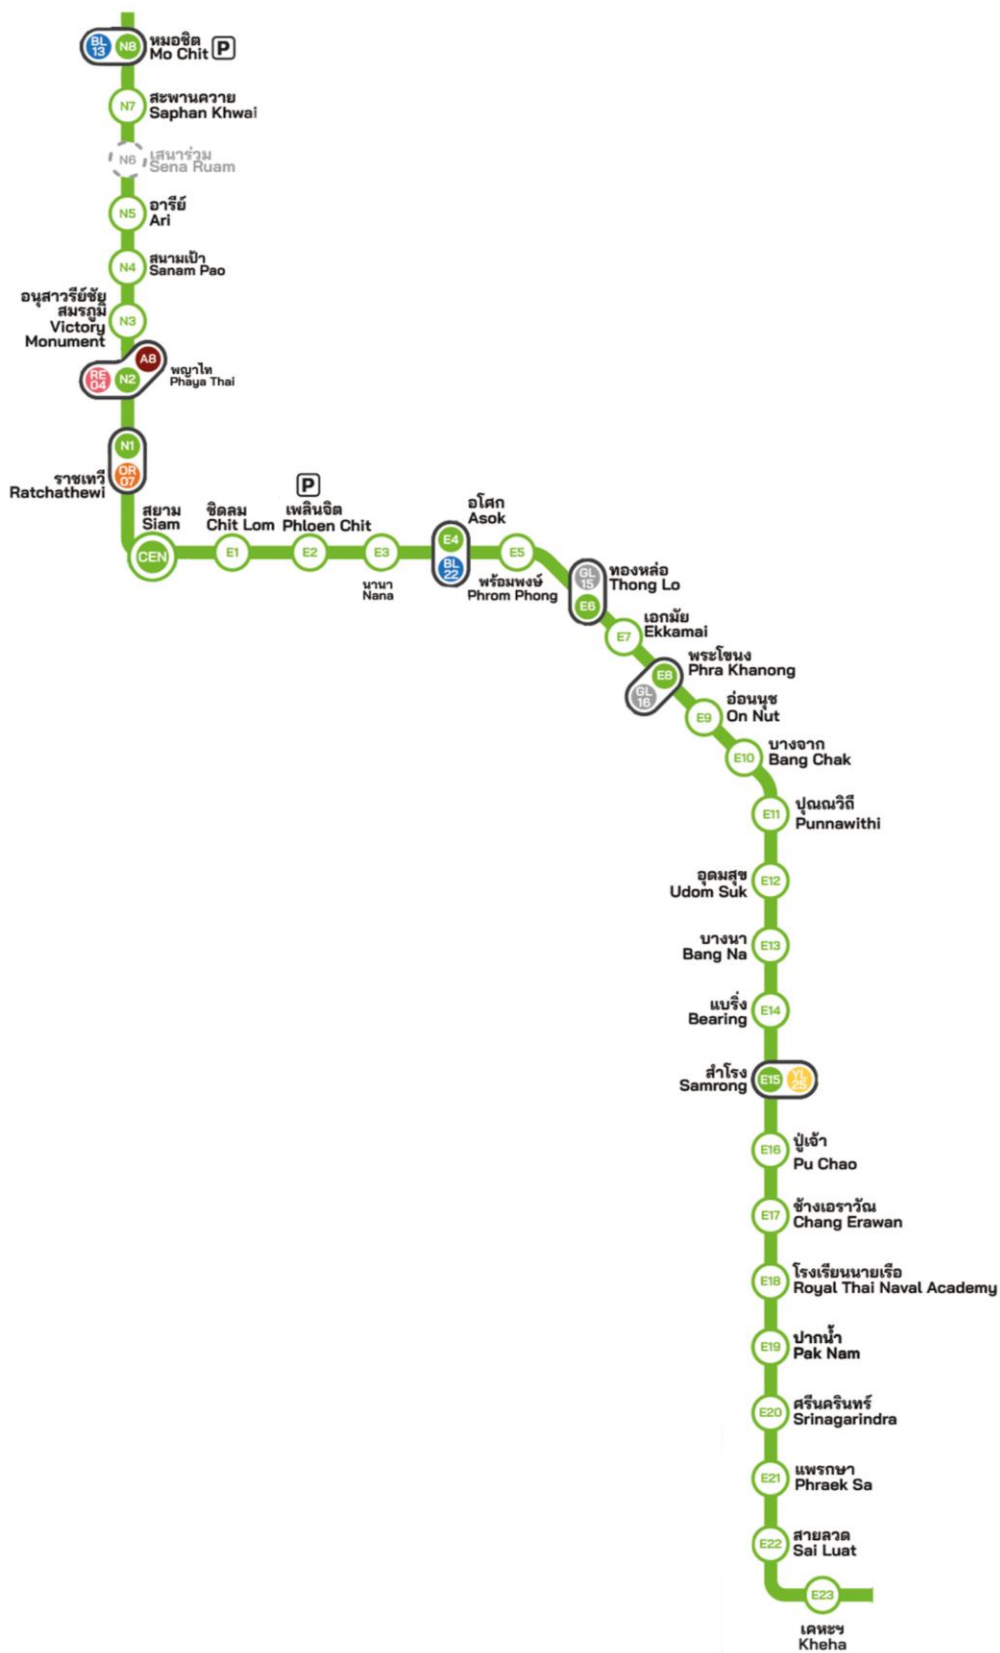 BL
13
N8
หมอชิต
Mo Chit
P
N7
สะพานควาย
Saphan Khwai
N6
เสนาร่วม
Sena Ruam
N5
อารีย์
Ari
N4
สนามเป้า
Sanam Pao
อนุสาวรีย์ชัย
สมรภูมิ
Victory
Monument
N3
A8
RE
04
N2
พญาไท
Phaya Thai
N1
OR
07
ราชเทวี
Ratchathewi
สยาม
Siam
CEN
ชิดลม
Chit Lom
E1
P
เพลินจิต
Phloen Chit
E2
E3
นานา
Nana
อโศก
Asok
E4
BL
22
E5
พร้อมพงษ์
Phrom Phong
GL
15
E6
ทองหล่อ
Thong Lo
E7
เอกมัย
Ekkamai
E8
GL
16
พระโขนง
Phra Khanong
E9
อ่อนนุช
On Nut
E10
บางจาก
Bang Chak
E11
ปุณณวิถี
Punnawithi
อุดมสุข
Udom Suk
E12
บางนา
Bang Na
E13
แบริ่ง
Bearing
E14
สำโรง
Samrong
E15
YL
25
E16
ปู่เจ้า
Pu Chao
E17
ช้างเอราวัณ
Chang Erawan
E18
โรงเรียนนายเรือ
Royal Thai Naval Academy
E19
ปากน้ำ
Pak Nam
E20
ศรีนครินทร์
Srinagarindra
E21
แพรกษา
Phraek Sa
E22
สายลวด
Sai Luat
E23
เคหะฯ
Kheha